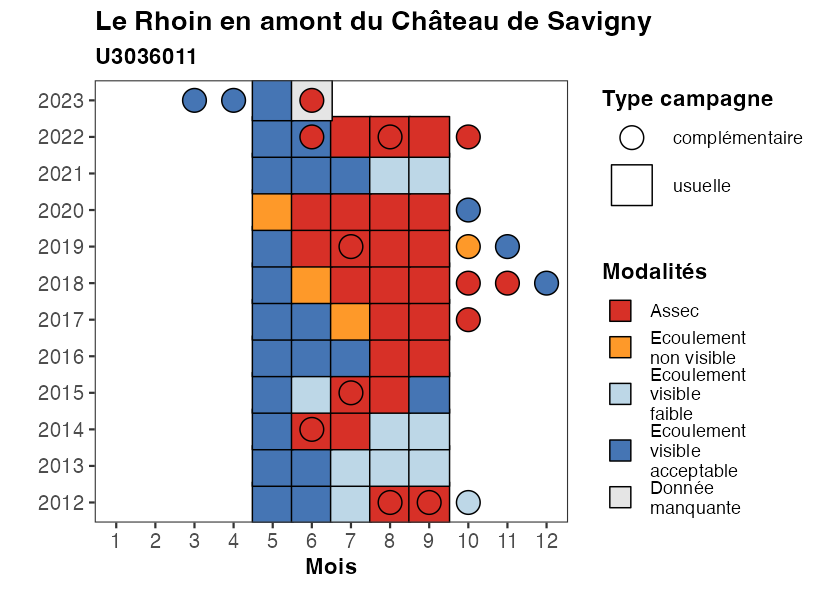 Le Rhoin en amont du Château de Savigny
U3036011
2023
2022
2021
2020
2019
2018
2017
2016
2015
2014
2013
2012
1 2 3 4 5 6 7 8 9 10 11 12
Mois
Type campagne
complémentaire
usuelle
Modalités
Assec
Ecoulement
non visible
Ecoulement
visible
faible
Ecoulement
visible
acceptable
Donnée
manquante